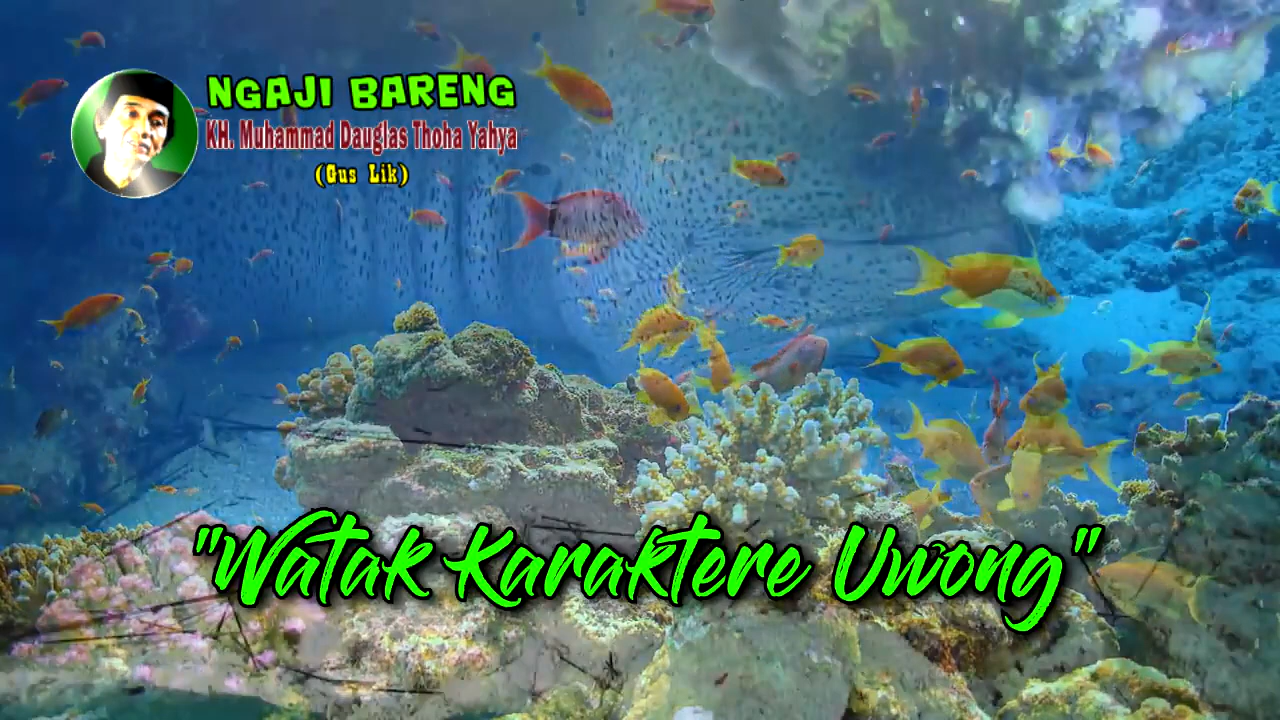 NGAJI BARENG
KH. Muhammad Dauglas Thoha Yahya
(Gus Lik)
"Watak Karaktere Uwong"